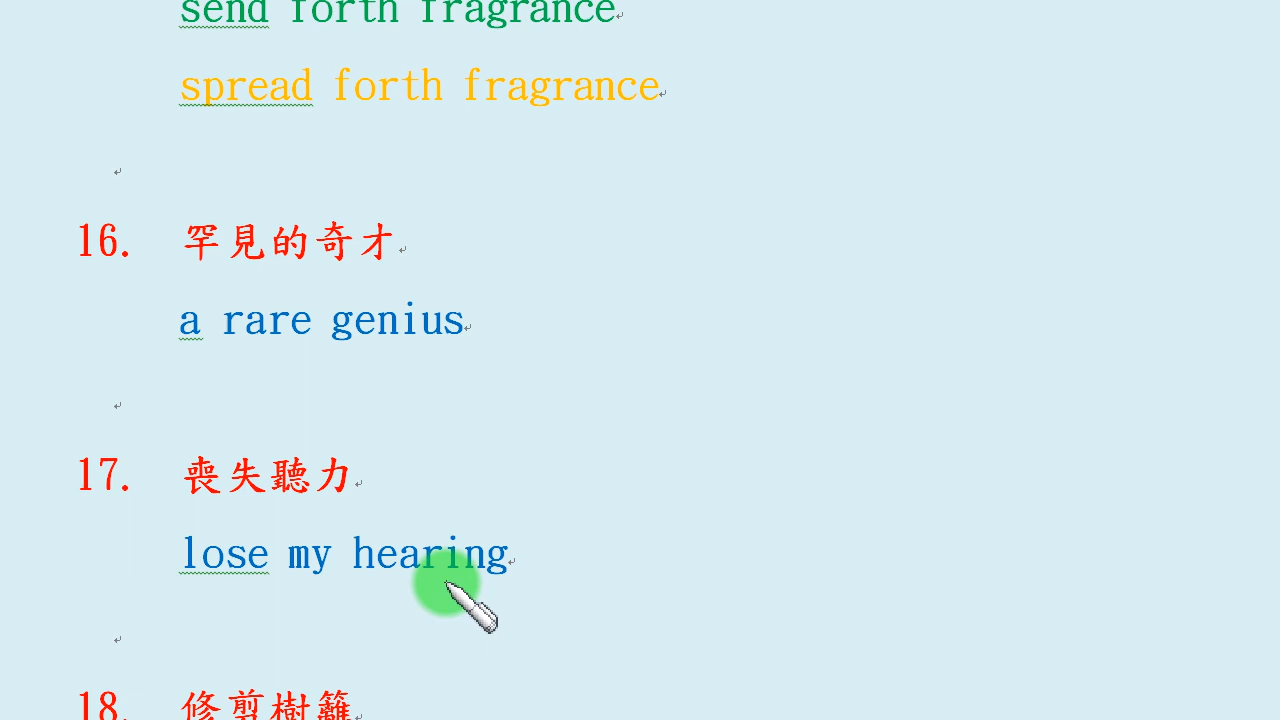 send forth fragrance
spread forth fragrance
16. 罕見的奇才
a rare genius
17. 喪失聽力
lose my hearing
18. 修剪樹籬